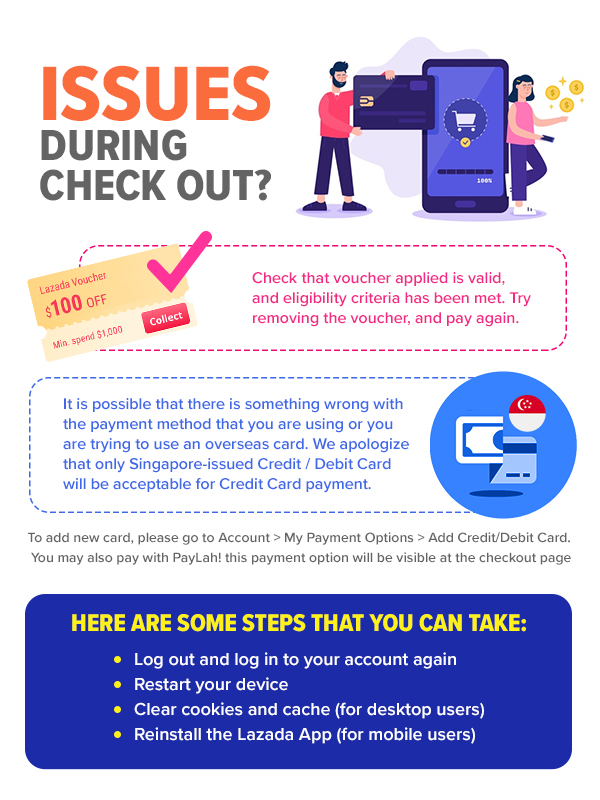 ISSUES
DURING
CHECK OUT?
100%
Lazada Voucher
$100 OFF
Min. spend $1,000
Collect
Check that voucher applied is valid,
and eligibility criteria has been met. Try
removing the voucher, and pay again.
It is possible that there is something wrong with
the payment method that you are using or you
are trying to use an overseas card. We apologize
that only Singapore-issued Credit / Debit Card
will be acceptable for Credit Card payment.
To add new card, please go to Account > My Payment Options > Add Credit/Debit Card.
You may also pay with PayLah! this payment option will be visible at the checkout page
HERE ARE SOME STEPS THAT YOU CAN TAKE:
• Log out and log in to your account again
• Restart your device
• Clear cookies and cache (for desktop users)
• Reinstall the Lazada App (for mobile users)